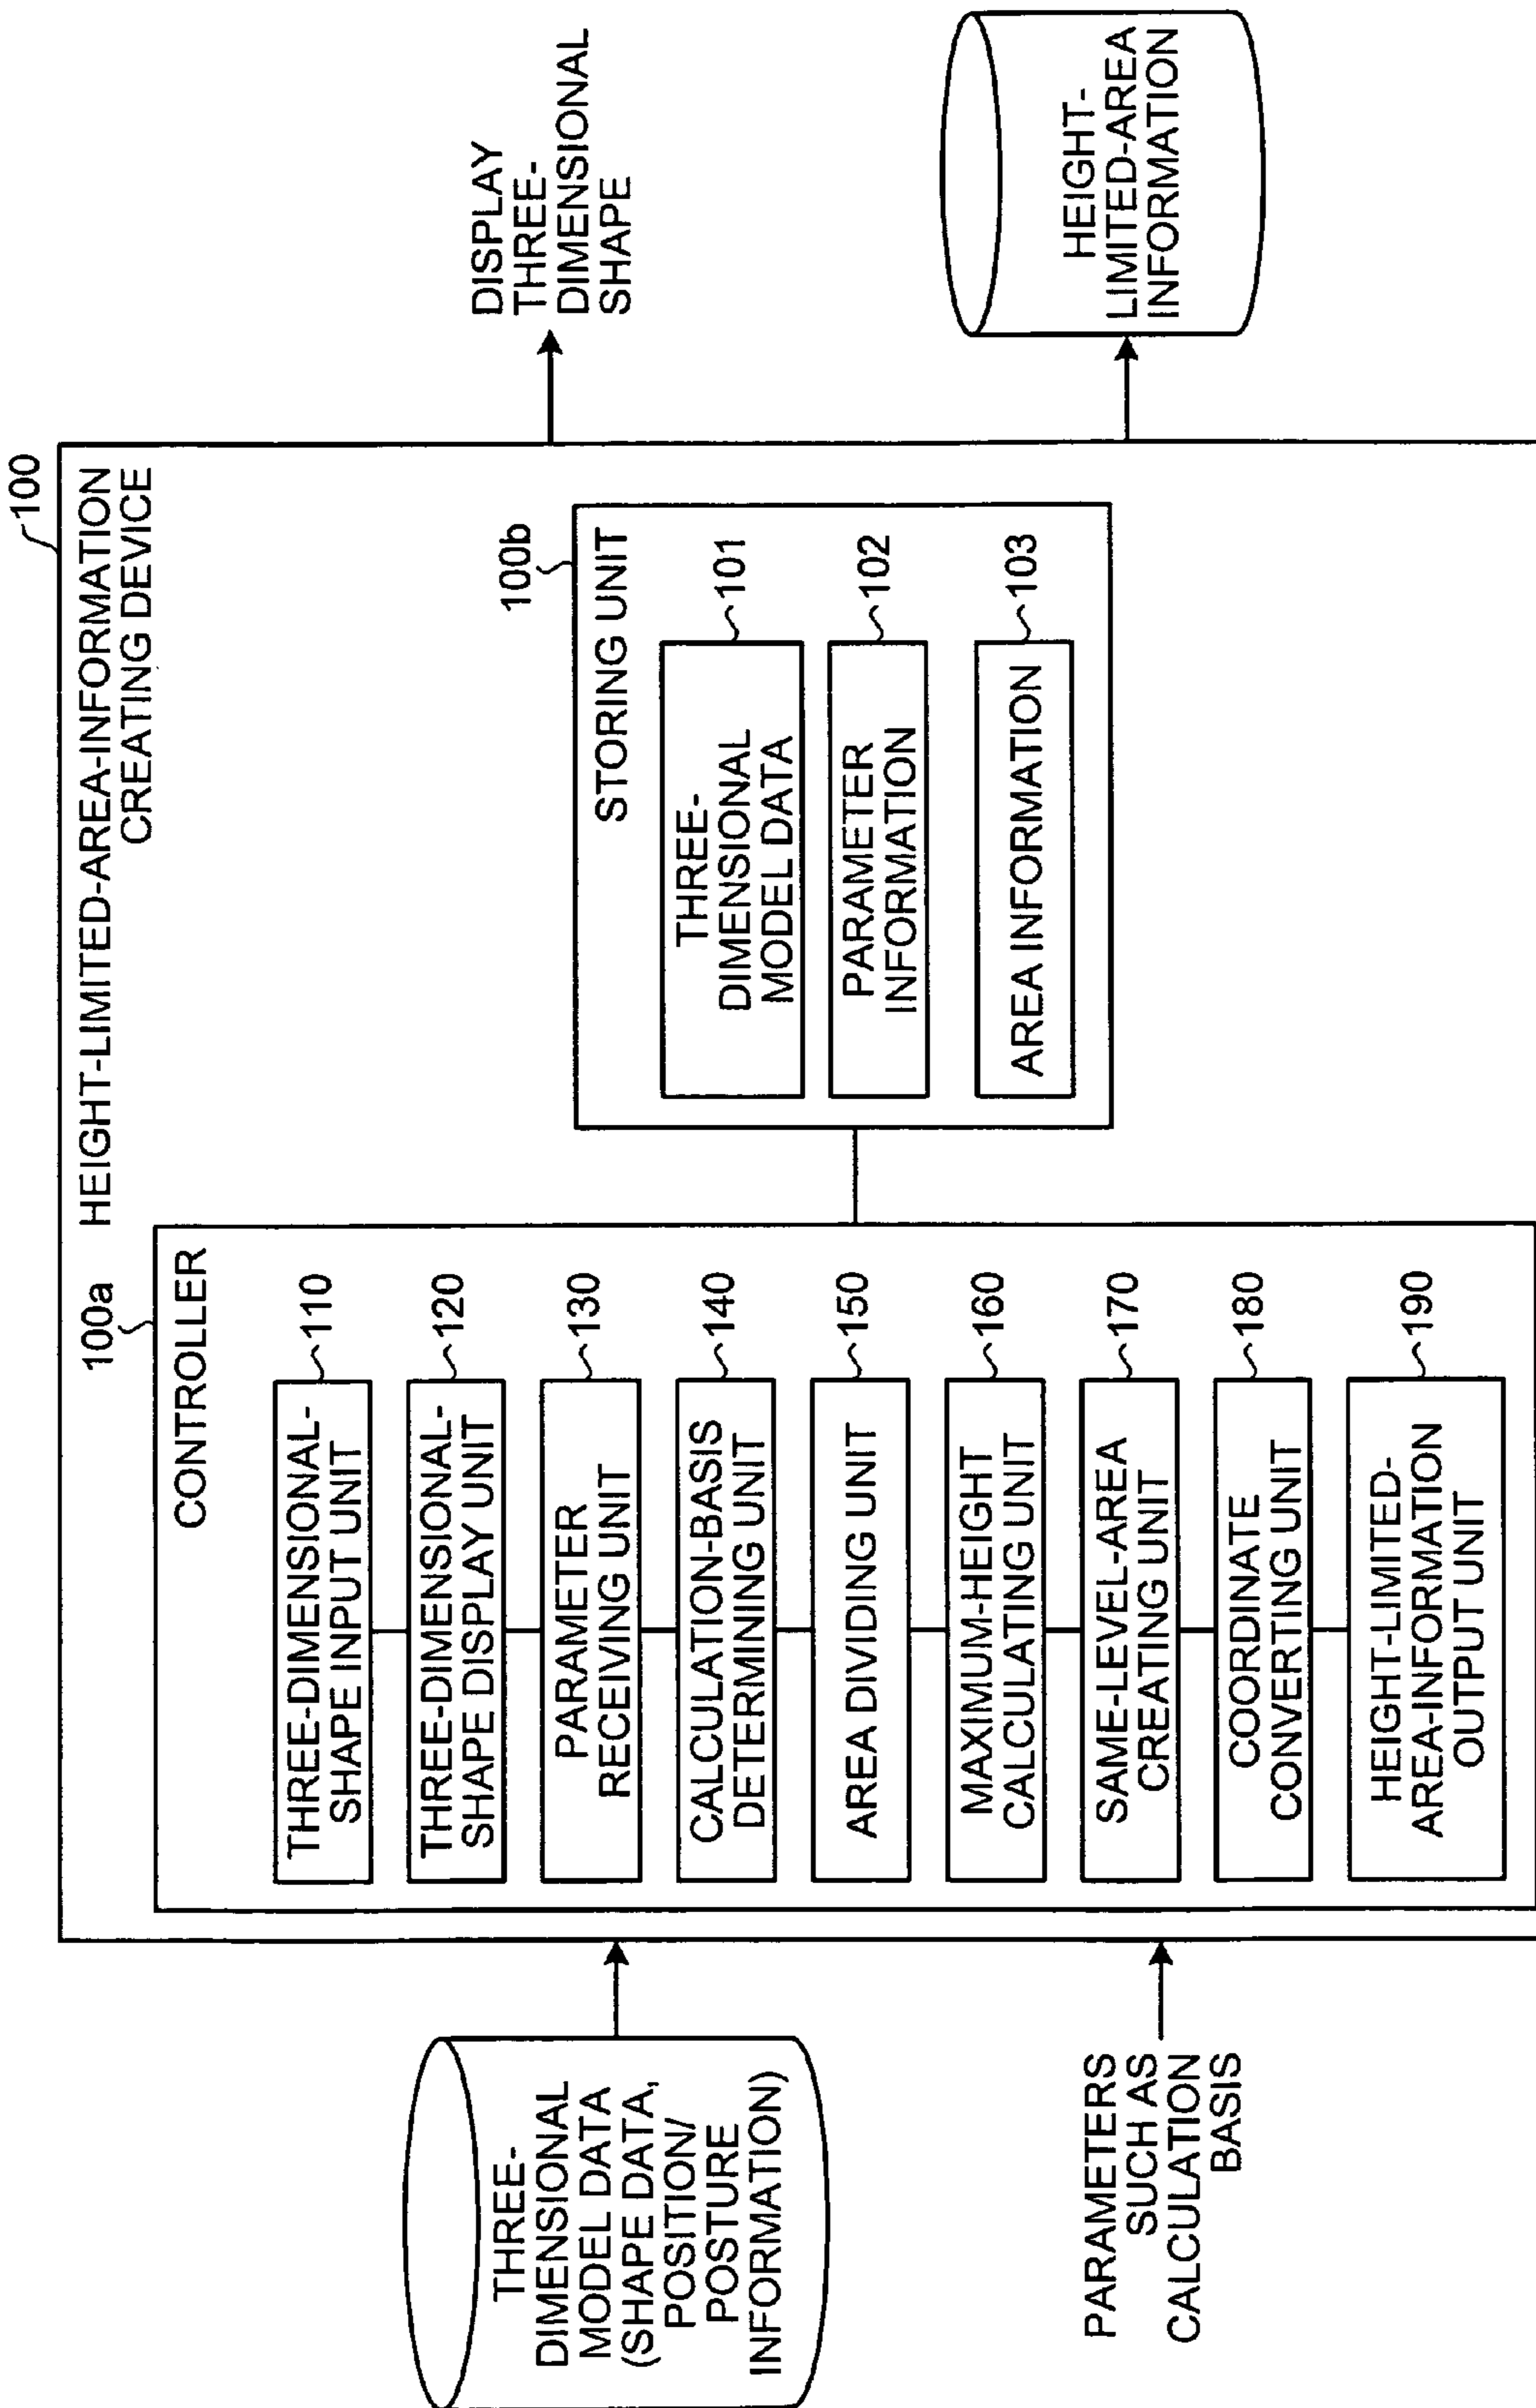 100
HEIGHT-LIMITED-AREA-INFORMATION
CREATING DEVICE
THREE-
DIMENSIONAL
MODEL DATA
(SHAPE DATA,
POSITION/
POSTURE
INFORMATION)
PARAMETERS
SUCH AS
CALCULATION
BASIS
100a
CONTROLLER
THREE-DIMENSIONAL-
SHAPE INPUT UNIT
110
THREE-DIMENSIONAL-
SHAPE DISPLAY UNIT
120
PARAMETER
RECEIVING UNIT
130
CALCULATION-BASIS
DETERMINING UNIT
140
AREA DIVIDING UNIT
150
MAXIMUM-HEIGHT
CALCULATING UNIT
160
SAME-LEVEL-AREA
CREATING UNIT
170
COORDINATE
CONVERTING UNIT
180
HEIGHT-LIMITED-
AREA-INFORMATION
OUTPUT UNIT
190
100b
STORING UNIT
THREE-
DIMENSIONAL
MODEL DATA
101
PARAMETER
INFORMATION
102
AREA INFORMATION
103
DISPLAY
THREE-
DIMENSIONAL
SHAPE
HEIGHT-
LIMITED-AREA
INFORMATION